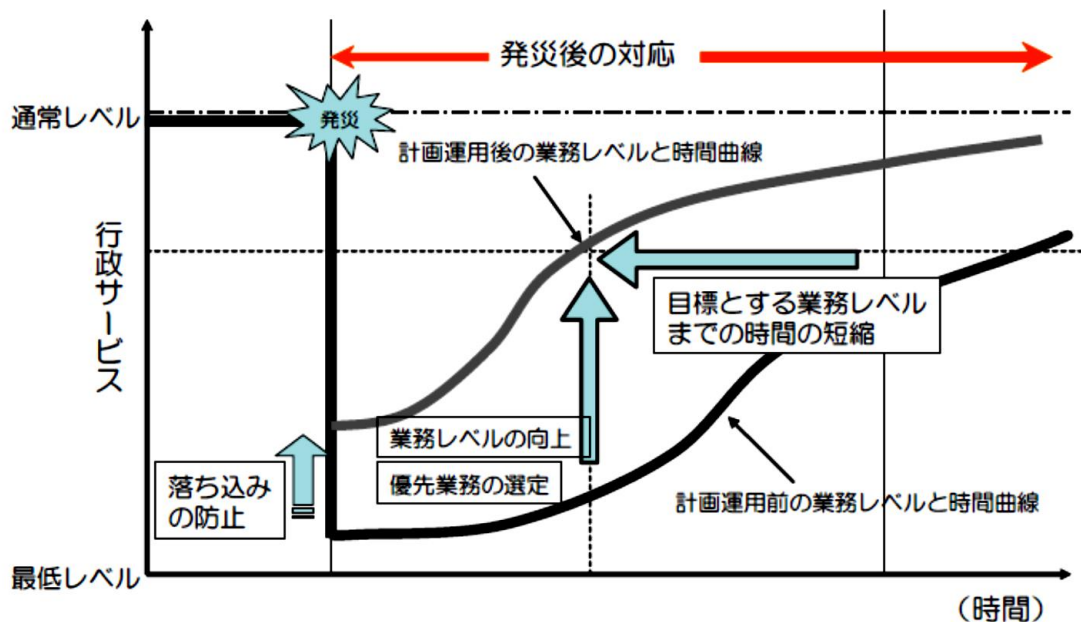 発災後の対応
通常レベル
発災
計画運用後の業務レベルと時間曲線
行政サービス
目標とする業務レベル
までの時間の短縮
業務レベルの向上
優先業務の選定
落ち込み
の防止
計画運用前の業務レベルと時間曲線
最低レベル
（時間）